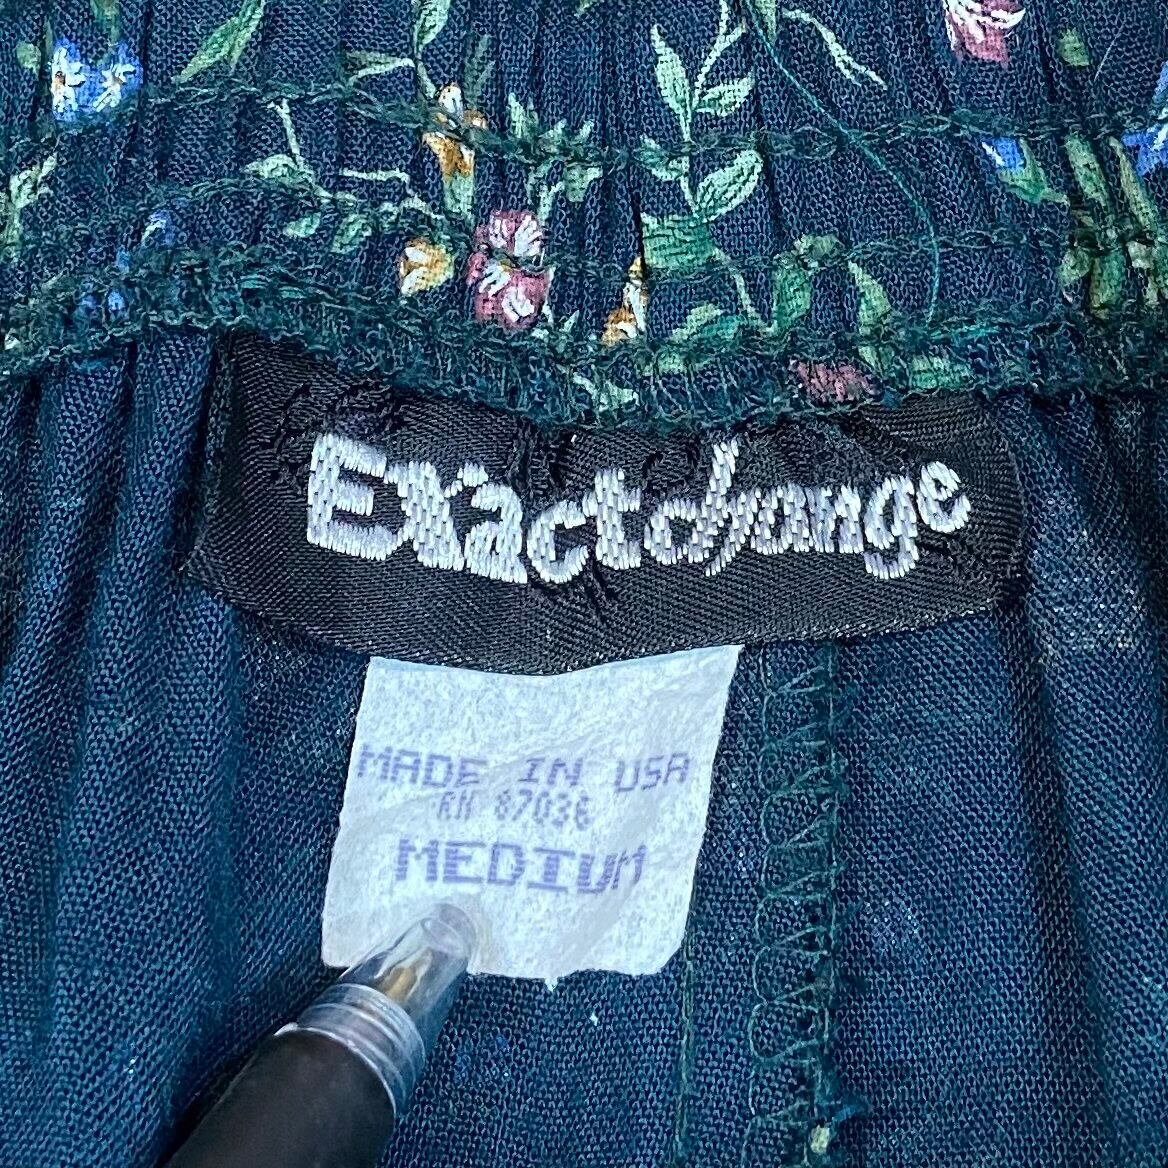 Exact change
MADE IN USA
RN 87036
MEDIUM